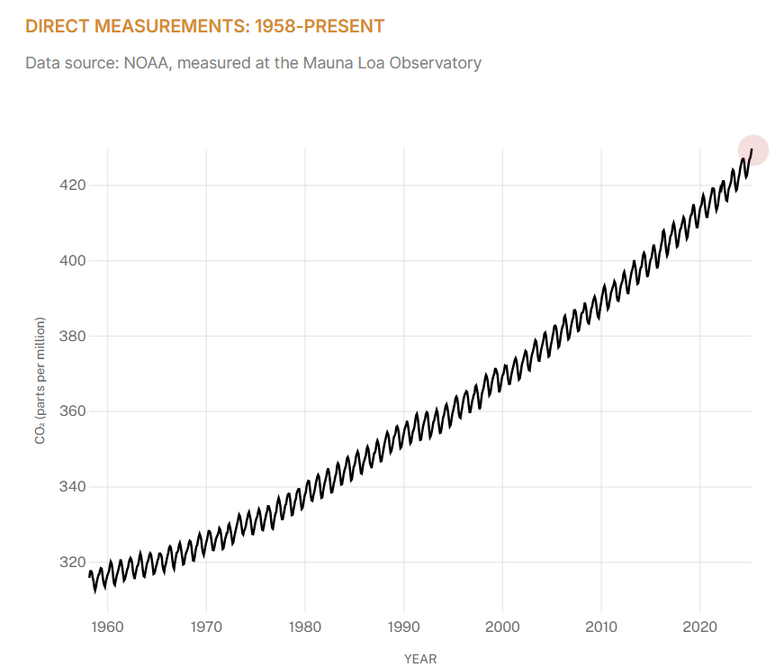 DIRECT MEASUREMENTS: 1958-PRESENT
Data source: NOAA, measured at the Mauna Loa Observatory
420
400
380
360
340
320
CO₂ (parts per million)
1960 1970 1980 1990 2000 2010 2020
YEAR